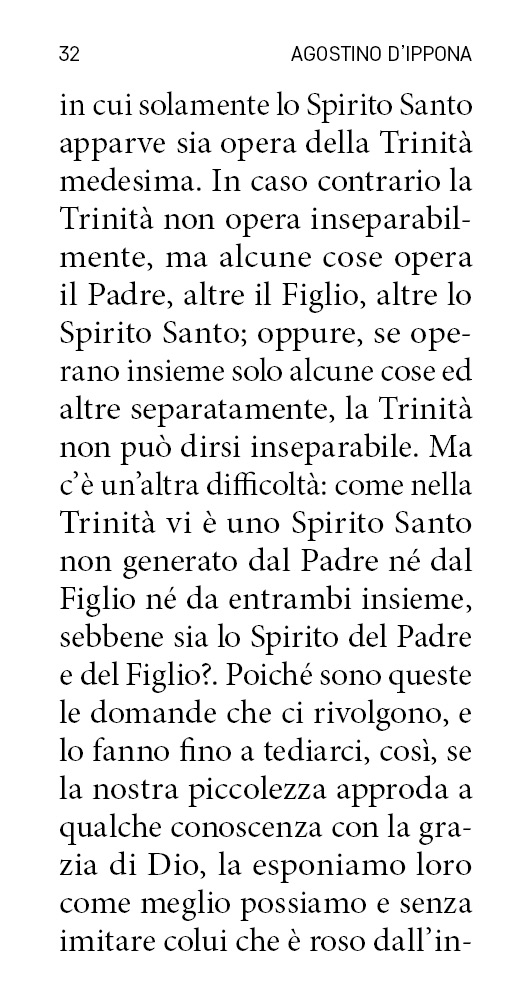 32 AGOSTINO D’IPPONA
in cui solamente lo Spirito Santo
apparve sia opera della Trinità
medesima. In caso contrario la
Trinità non opera inseparabil-
mente, ma alcune cose opera
il Padre, altre il Figlio, altre lo
Spirito Santo; oppure, se ope-
rano insieme solo alcune cose ed
altre separatamente, la Trinità
non può dirsi inseparabile. Ma
c’è un’altra difficoltà: come nella
Trinità vi è uno Spirito Santo
non generato dal Padre né dal
Figlio né da entrambi insieme,
sebbene sia lo Spirito del Padre
e del Figlio?. Poiché sono queste
le domande che ci rivolgono, e
lo fanno fino a tediarci, così, se
la nostra piccolezza approda a
qualche conoscenza con la gra-
zia di Dio, la esponiamo loro
come meglio possiamo e senza
imitare colui che è roso dall’in-